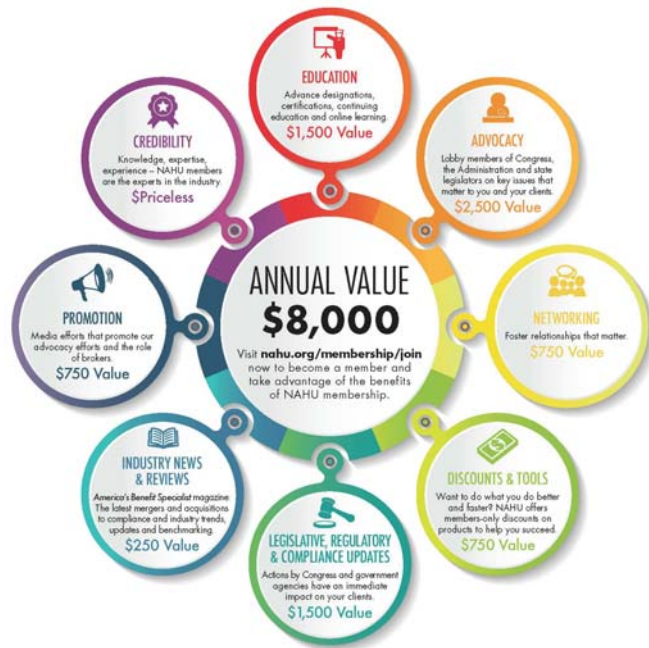 EDUCATION
Advance designations,
certifications, continuing
education and online learning.
$1,500 Value
ADVOCACY
Lobby members of Congress,
the Administration and state
legislators on key issues that
matter to you and your clients.
$2,500 Value
NETWORKING
Foster relationships that matter.
$750 Value
DISCOUNTS & TOOLS
Want to do what you do better
and faster? NAHU offers
members-only discounts on
products to help you succeed.
$750 Value
LEGISLATIVE, REGULATORY
& COMPLIANCE UPDATES
Actions by Congress and government
agencies have an immediate
impact on your clients.
$1,500 Value
INDUSTRY NEWS
& REVIEWS
America's Benefit Specialist magazine.
The latest mergers and acquisitions
to compliance and industry trends,
updates and benchmarking.
$250 Value
PROMOTION
Media efforts that promote our
advocacy efforts and the role
of brokers.
$750 Value
CREDIBILITY
Knowledge, expertise,
experience – NAHU members
are the experts in the industry.
$Priceless
ANNUAL VALUE
$8,000
Visit nahu.org/membership/join
now to become a member and
take advantage of the benefits
of NAHU membership.